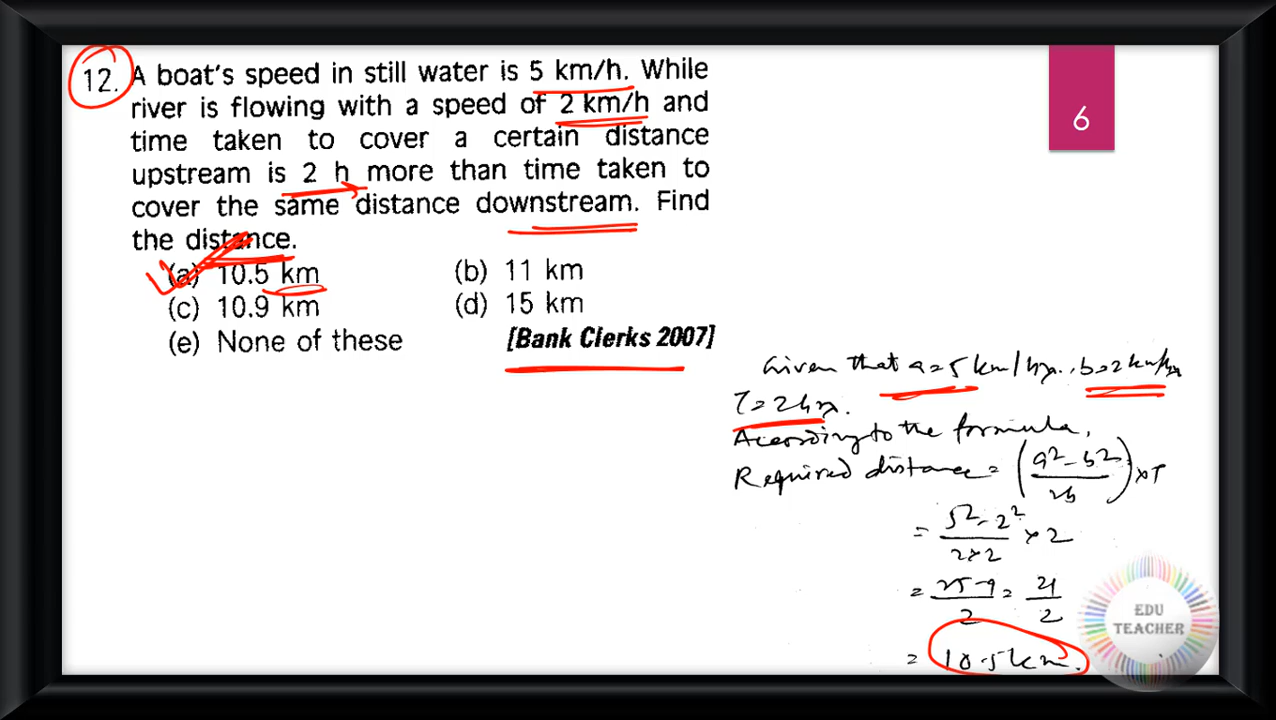 12. A boat's speed in still water is 5 km/h. While
river is flowing with a speed of 2 km/h and
time taken to cover a certain distance
upstream is 2 h more than time taken to
cover the same distance downstream. Find
the distance.
(a) 10.5 km (b) 11 km
(c) 10.9 km (d) 15 km
(e) None of these [Bank Clerks 2007]
6
Given that a = 5 km/hr., b = 2 km/hr
T = 2 hr.
According to the formula,
Required distance = (a² - b² / 2b) × T
= 5² - 2² / 2×2 × 2
= 25 - 4 / 2 = 21 / 2
= 10.5 km.
EDU
TEACHER